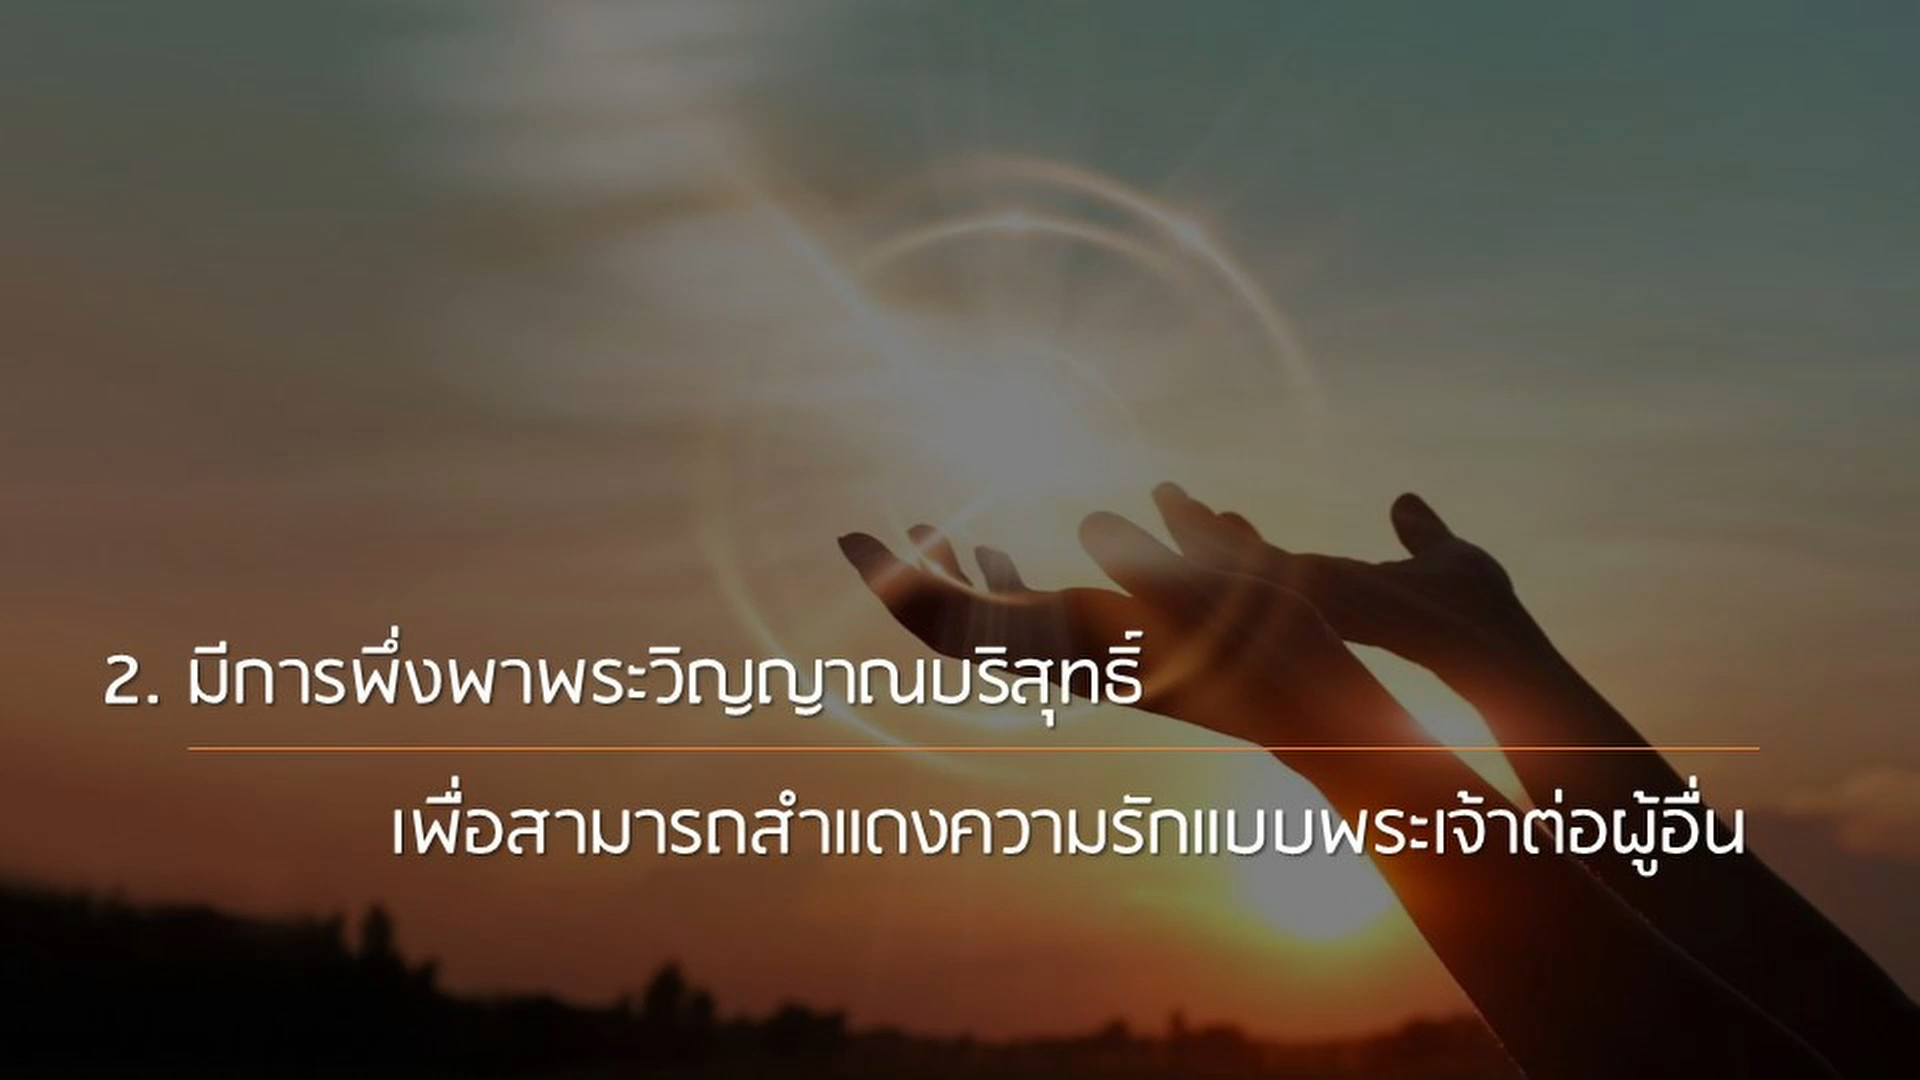 2. มีการพึ่งพาพระวิญญาณบริสุทธิ์
เพื่อสามารถสำแดงความรักแบบพระเจ้าต่อผู้อื่น